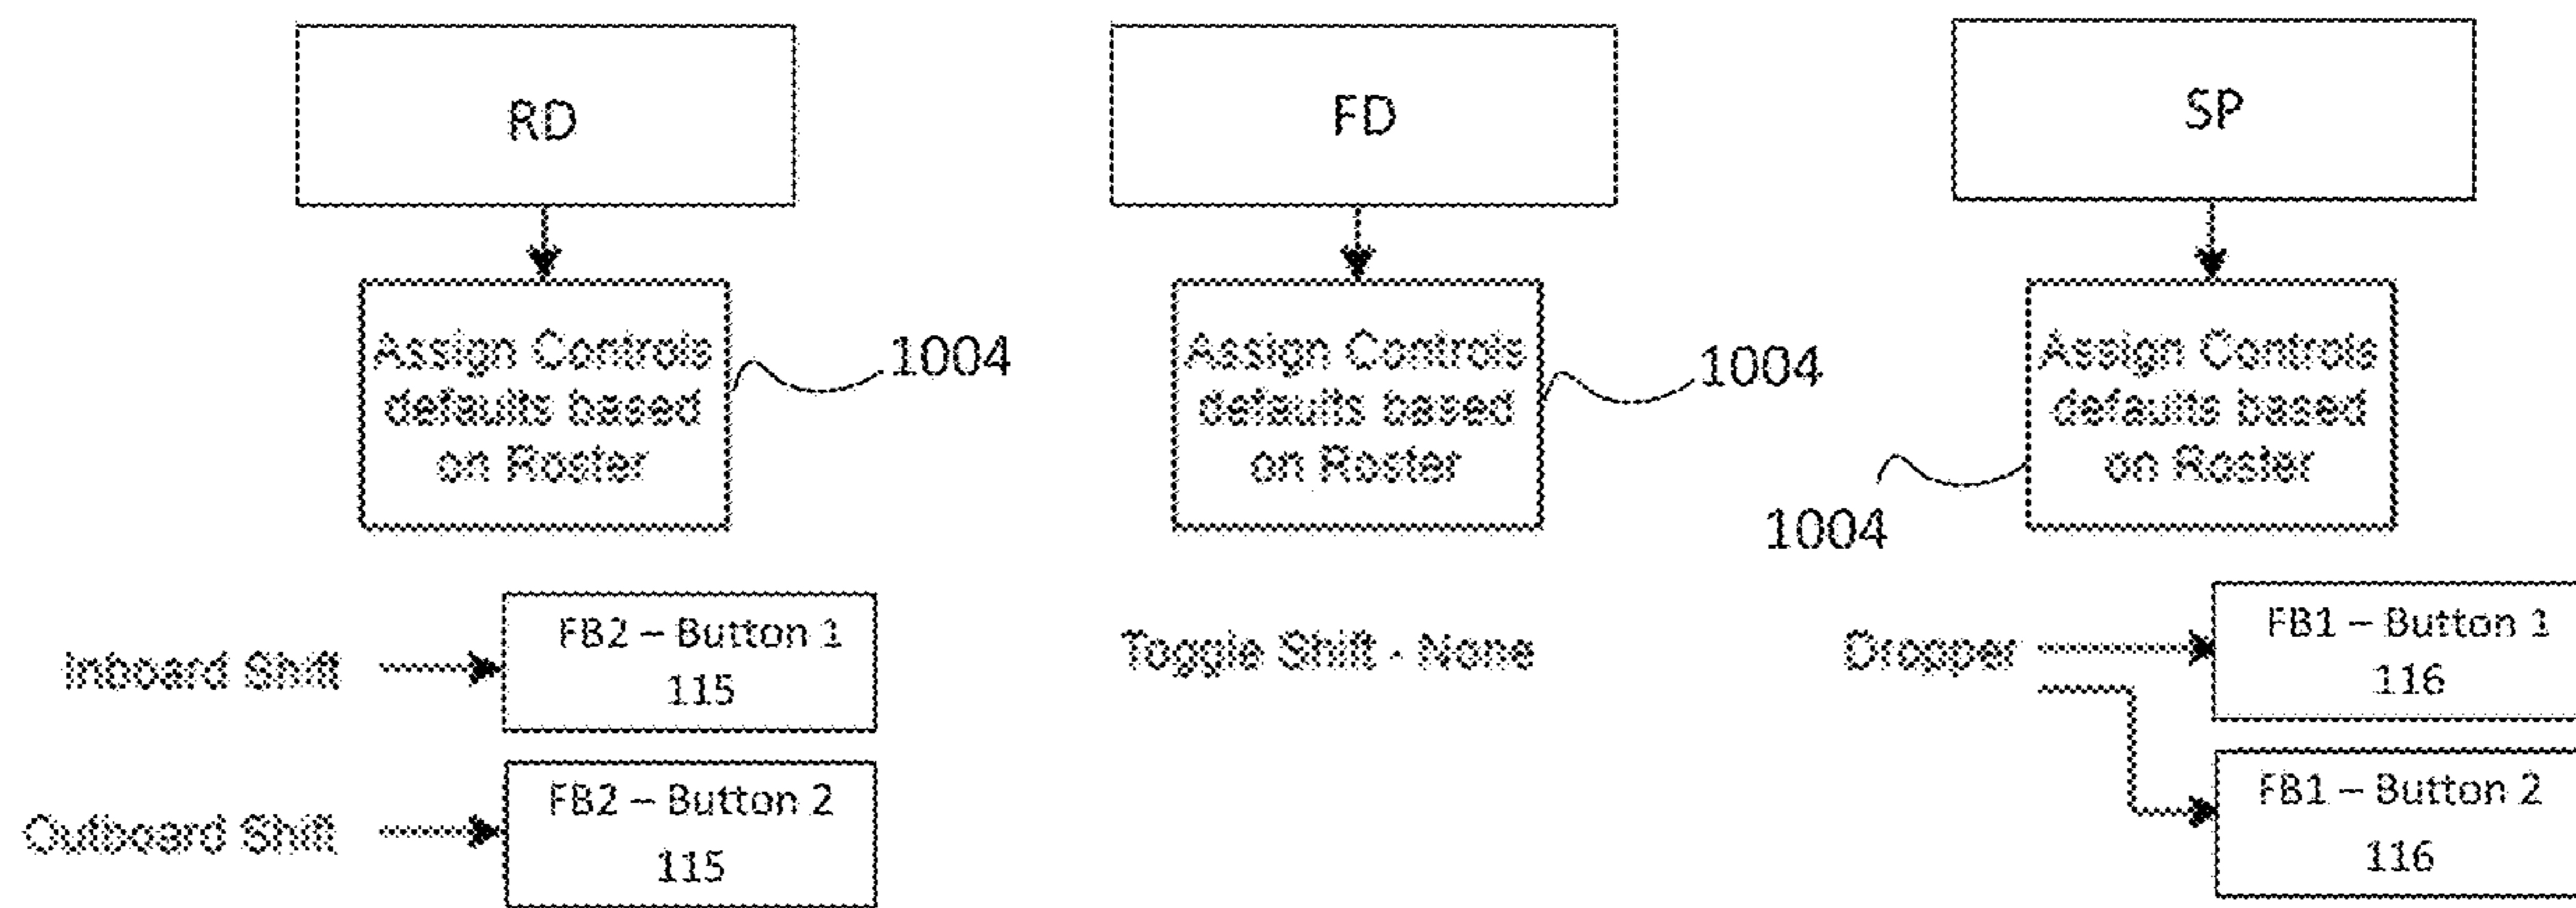 RD
FD
SP
Assign Controls
defaults based
on Roster
1004
Assign Controls
defaults based
on Roster
1004
Assign Controls
defaults based
on Roster
1004
Inboard Shift
FB2 – Button 1
115
Outboard Shift
FB2 – Button 2
115
Toggle Shift - None
Dropper
FB1 – Button 1
116
FB1 – Button 2
116